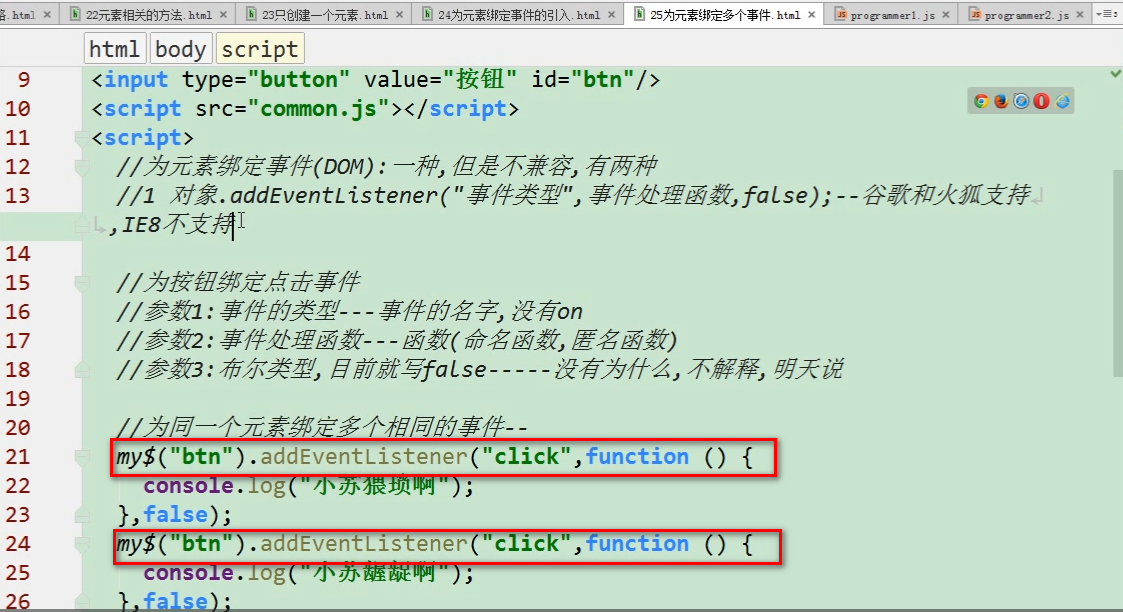 络.html × 22元素相关的方法.html × 23只创建一个元素.html × 24为元素绑定事件的引入.html × 25为元素绑定多个事件.html × programmer1.js × programmer2.js ×
html body script
9 <input type="button" value="按钮" id="btn"/>
10 <script src="common.js"></script>
11 <script>
12 //为元素绑定事件(DOM):一种,但是不兼容,有两种
13 //1 对象.addEventListener("事件类型",事件处理函数,false);--谷歌和火狐支持
,IE8不支持
14
15 //为按钮绑定点击事件
16 //参数1:事件的类型---事件的名字,没有on
17 //参数2:事件处理函数---函数(命名函数,匿名函数)
18 //参数3:布尔类型,目前就写false-----没有为什么,不解释,明天说
19
20 //为同一个元素绑定多个相同的事件--
21 my$("btn").addEventListener("click",function () {
22 console.log("小苏猥琐啊");
23 },false);
24 my$("btn").addEventListener("click",function () {
25 console.log("小苏龌龊啊");
26 },false);